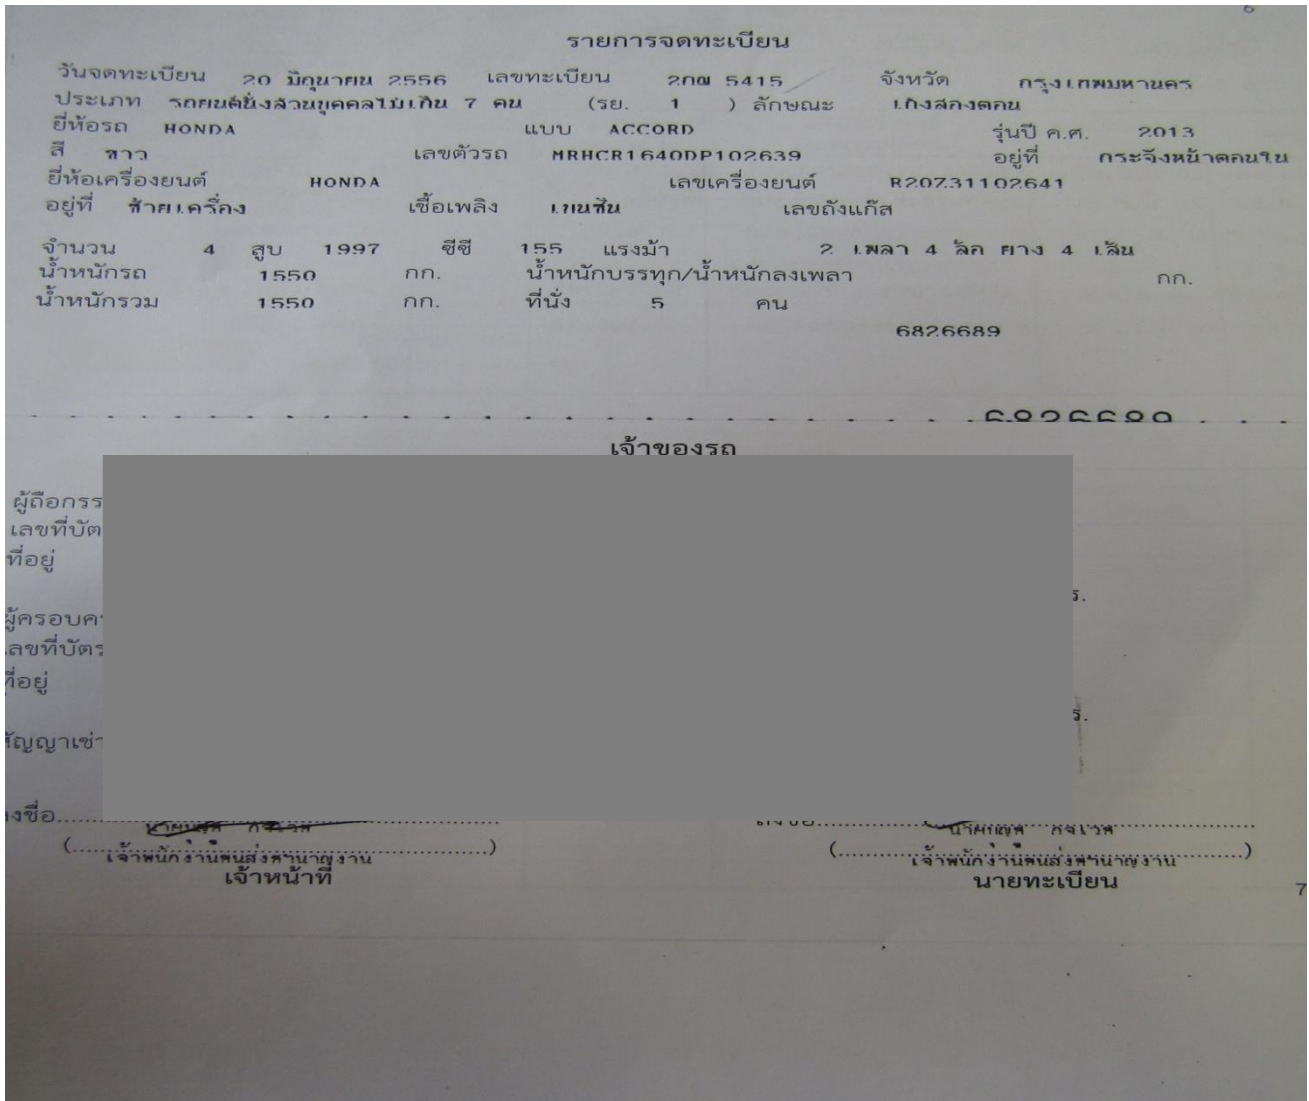 รายการจดทะเบียน
วันจดทะเบียน 20 มิถุนายน 2556 เลขทะเบียน 5415 จังหวัด กรุงเทพมหานคร
ประเภท รถยนต์นั่งส่วนบุคคลไม่เกิน 7 คน (รย. 1 ) ลักษณะ เก๋งสองตอน
ยี่ห้อรถ HONDA แบบ ACCORD รุ่นปี ค.ศ. 2013
สี ขาว เลขตัวรถ MRHCR1640DP102639 อยู่ที่ กระจังหน้าตอนใน
ยี่ห้อเครื่องยนต์ HONDA เลขเครื่องยนต์ R20Z31102641
อยู่ที่ ซ้ายเครื่อง เชื้อเพลิง เบนซิน เลขถังแก๊ส
จำนวน 4 สูบ 1997 ซีซี 155 แรงม้า 2 เพลา 4 ล้อ ยาง 4 เส้น
น้ำหนักรถ 1550 กก. น้ำหนักบรรทุก/น้ำหนักลงเพลา กก.
น้ำหนักรวม 1550 กก. ที่นั่ง 5 คน
6826689
6826689
เจ้าของรถ
ผู้ถือกรร
เลขที่บัต
ที่อยู่
ร.
ผู้ครอบคร
เลขที่บัตร
ที่อยู่
ร.
สัญญาเช่า
ลงชื่อ
(เจ้าพนักงานขนส่งชำนาญงาน) (เจ้าพนักงานขนส่งชำนาญงาน)
เจ้าหน้าที่ นายทะเบียน
7